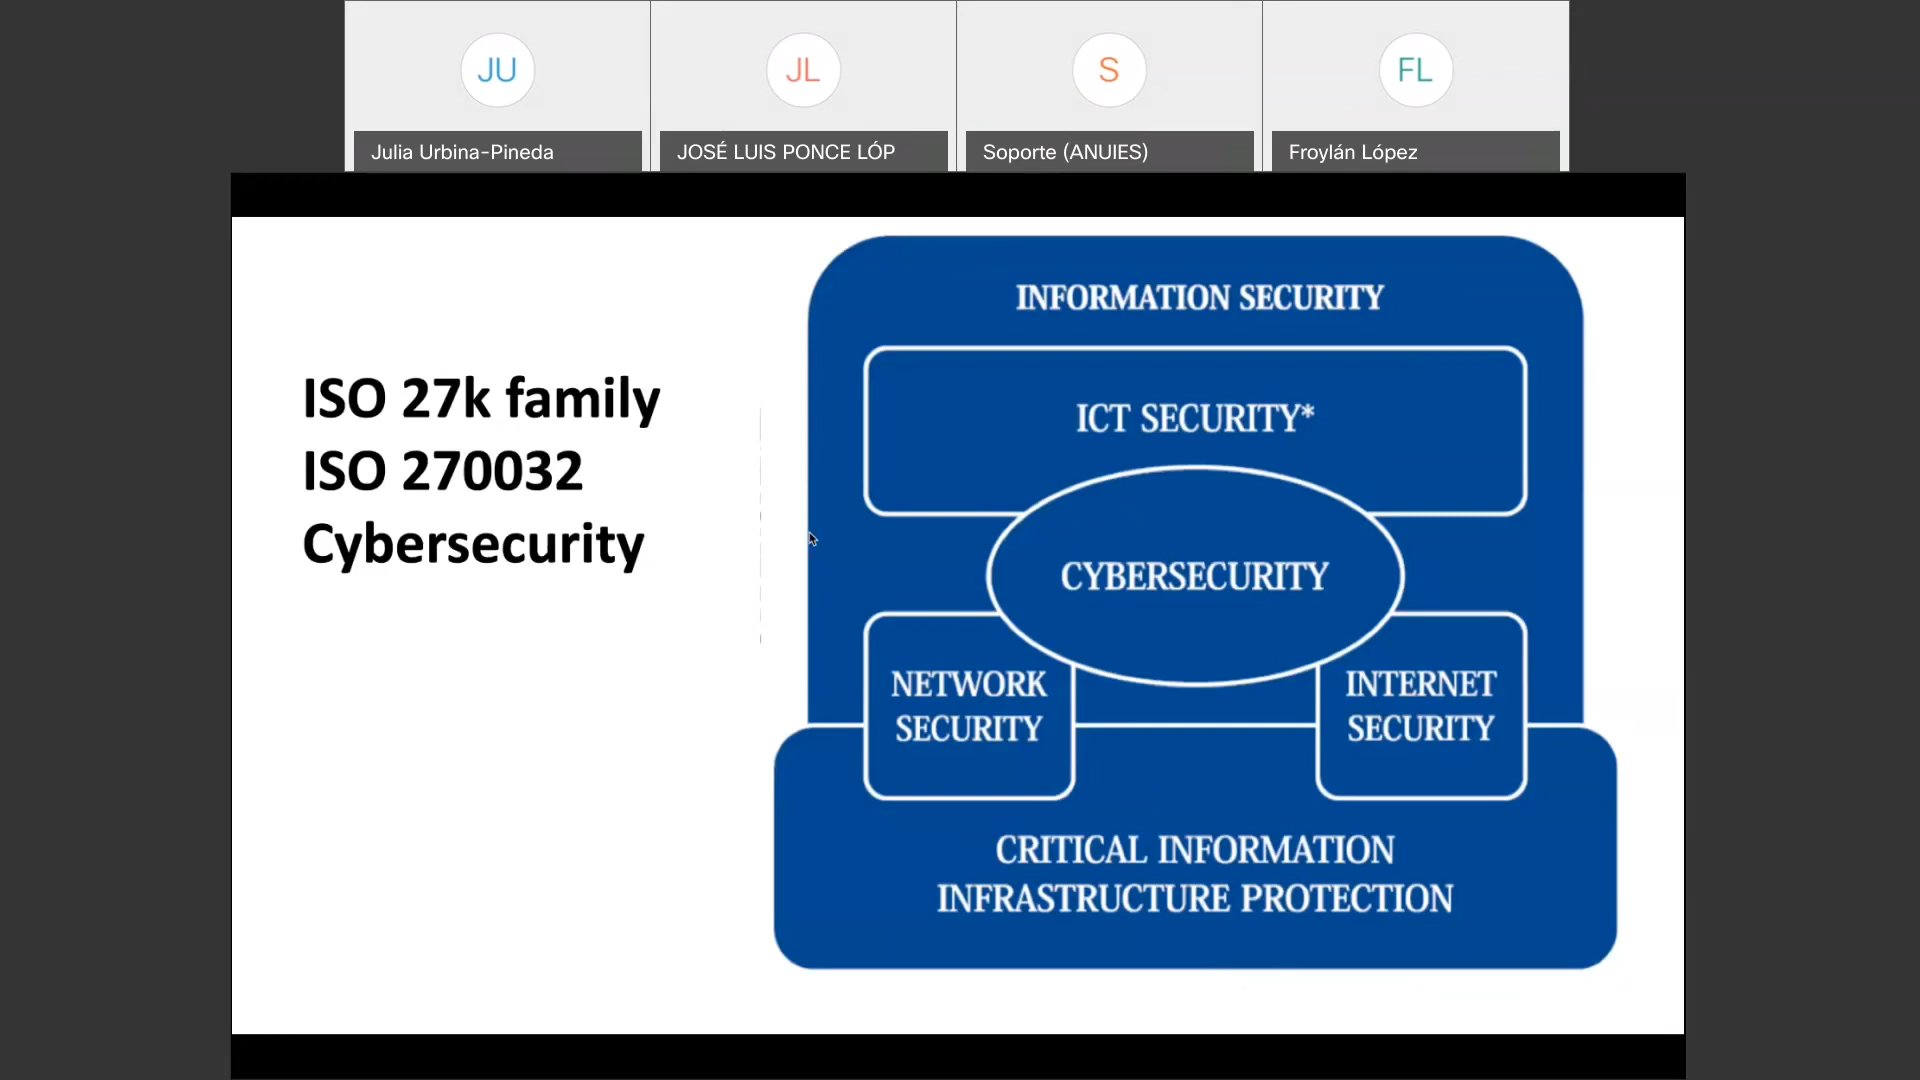 JU
JL
S
FL
Julia Urbina-Pineda
JOSÉ LUIS PONCE LÓP
Soporte (ANUIES)
Froylán López
ISO 27k family
ISO 270032
Cybersecurity
INFORMATION SECURITY
ICT SECURITY*
CYBERSECURITY
NETWORK
SECURITY
INTERNET
SECURITY
CRITICAL INFORMATION
INFRASTRUCTURE PROTECTION